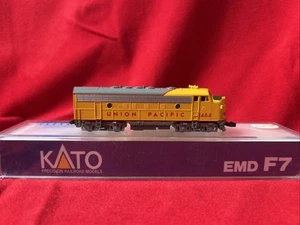 UNION PACIFIC
KATO
PRECISION RAILROAD MODELS
EMD F7